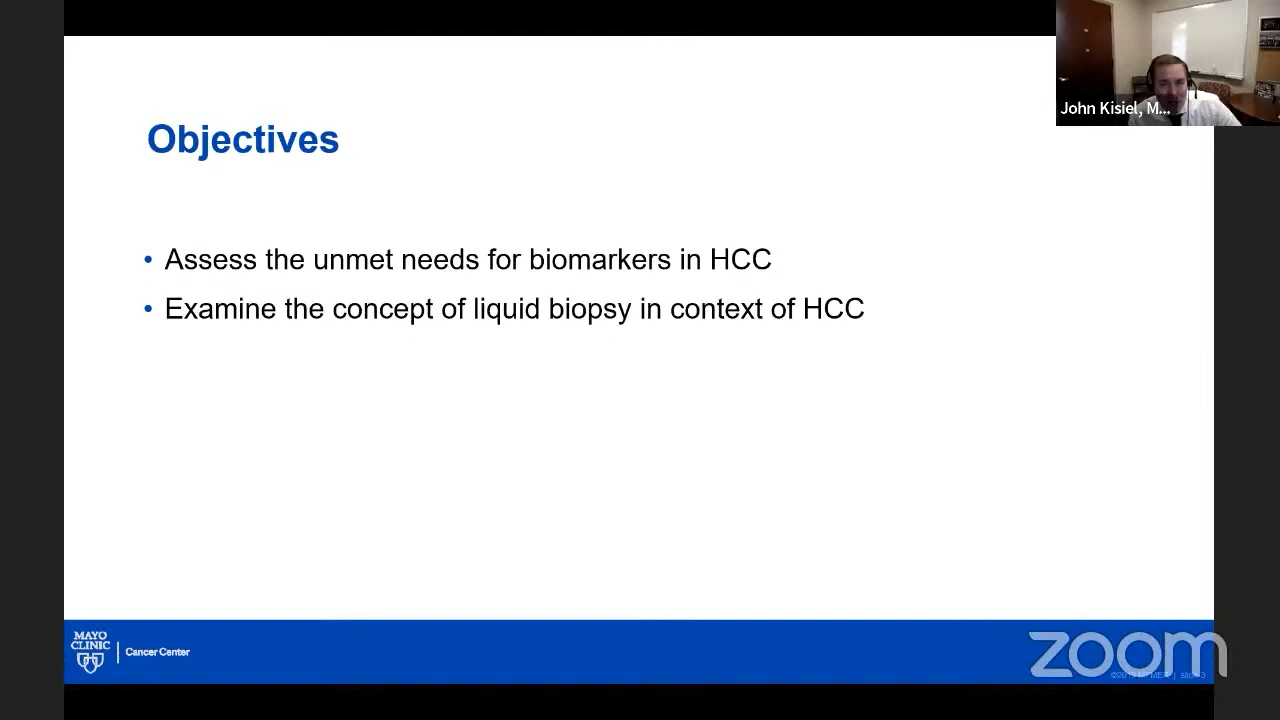 John Kisiel, M...
Objectives
• Assess the unmet needs for biomarkers in HCC
• Examine the concept of liquid biopsy in context of HCC
MAYO
CLINIC
Cancer Center
zoom